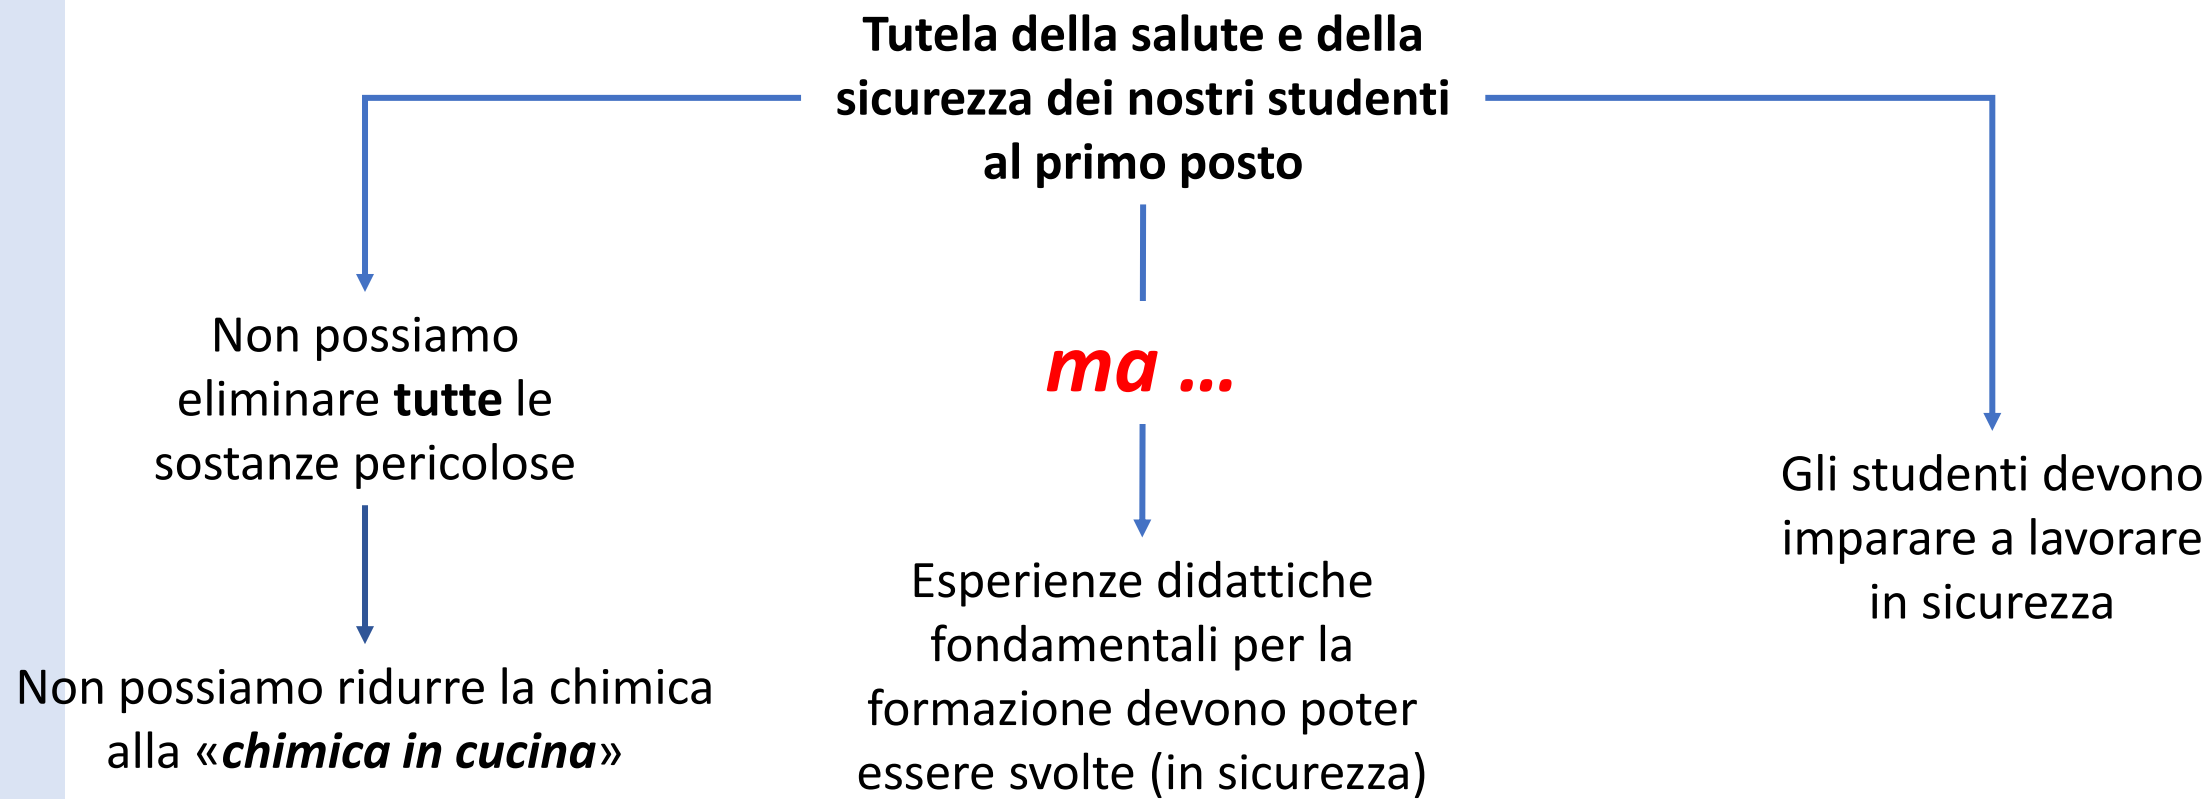 Tutela della salute e della
sicurezza dei nostri studenti
al primo posto
Non possiamo
eliminare tutte le
sostanze pericolose
Non possiamo ridurre la chimica
alla «chimica in cucina»
ma ...
Esperienze didattiche
fondamentali per la
formazione devono poter
essere svolte (in sicurezza)
Gli studenti devono
imparare a lavorare
in sicurezza